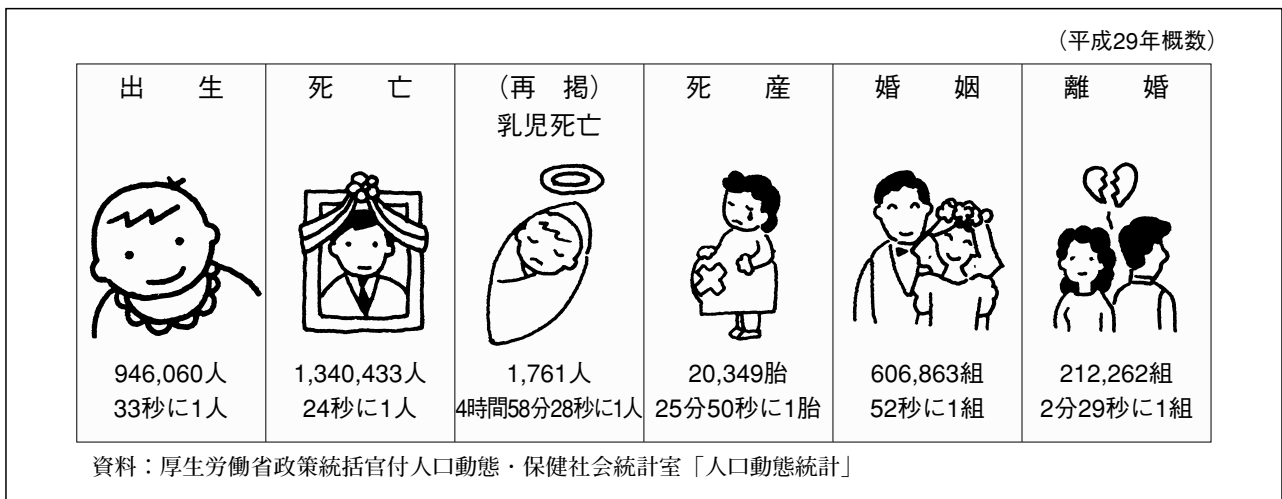 （平成29年概数）
出　生
946,060人
33秒に1人
死　亡
1,340,433人
24秒に1人
（再　掲）
乳児死亡
1,761人
4時間58分28秒に1人
死　産
20,349胎
25分50秒に1胎
婚　姻
606,863組
52秒に1組
離　婚
212,262組
2分29秒に1組
資料：厚生労働省政策統括官付人口動態・保健社会統計室「人口動態統計」